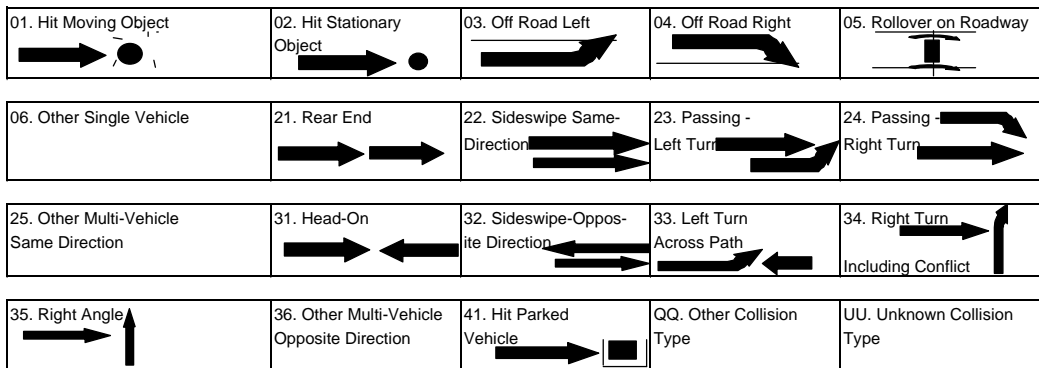 01. Hit Moving Object
02. Hit Stationary
Object
03. Off Road Left
04. Off Road Right
05. Rollover on Roadway
06. Other Single Vehicle
21. Rear End
22. Sideswipe Same-
Direction
23. Passing -
Left Turn
24. Passing -
Right Turn
25. Other Multi-Vehicle
Same Direction
31. Head-On
32. Sideswipe-Oppos-
ite Direction
33. Left Turn
Across Path
34. Right Turn
Including Conflict
35. Right Angle
36. Other Multi-Vehicle
Opposite Direction
41. Hit Parked
Vehicle
QQ. Other Collision
Type
UU. Unknown Collision
Type